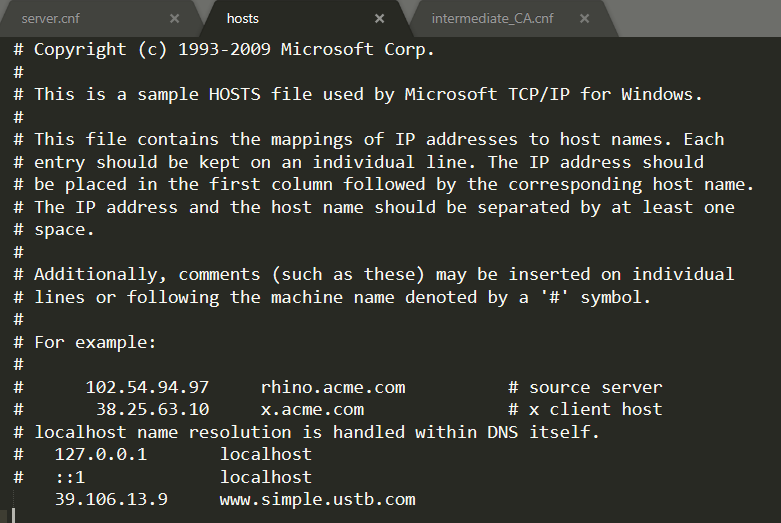 server.cnf × hosts × intermediate_CA.cnf ×
# Copyright (c) 1993-2009 Microsoft Corp.
#
# This is a sample HOSTS file used by Microsoft TCP/IP for Windows.
#
# This file contains the mappings of IP addresses to host names. Each
# entry should be kept on an individual line. The IP address should
# be placed in the first column followed by the corresponding host name.
# The IP address and the host name should be separated by at least one
# space.
#
# Additionally, comments (such as these) may be inserted on individual
# lines or following the machine name denoted by a '#' symbol.
#
# For example:
#
#      102.54.94.97     rhino.acme.com          # source server
#       38.25.63.10     x.acme.com              # x client host
# localhost name resolution is handled within DNS itself.
#   127.0.0.1       localhost
#   ::1             localhost
    39.106.13.9     www.simple.ustb.com